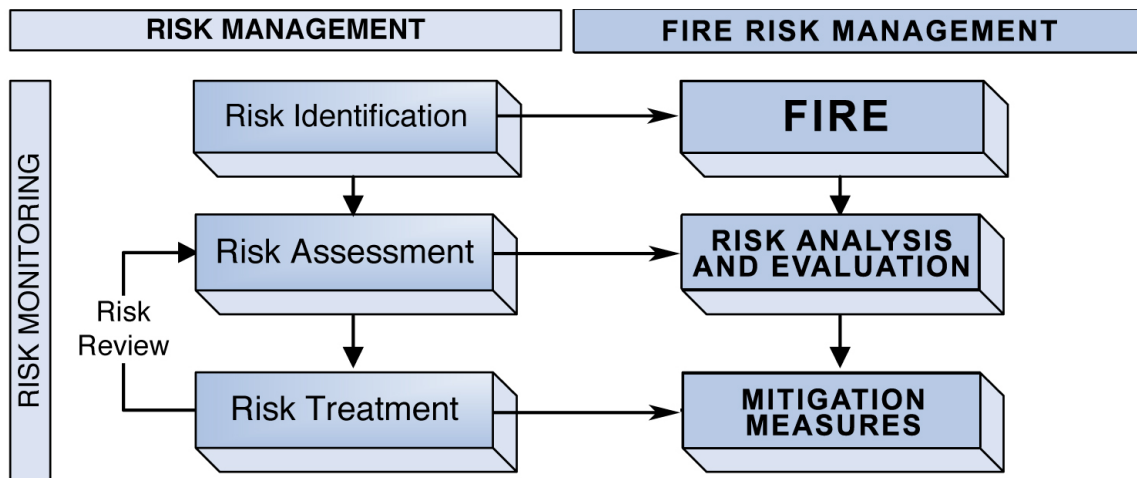 RISK MANAGEMENT
FIRE RISK MANAGEMENT
RISK MONITORING
Risk Identification
FIRE
Risk Assessment
RISK ANALYSIS
AND EVALUATION
Risk
Review
Risk Treatment
MITIGATION
MEASURES